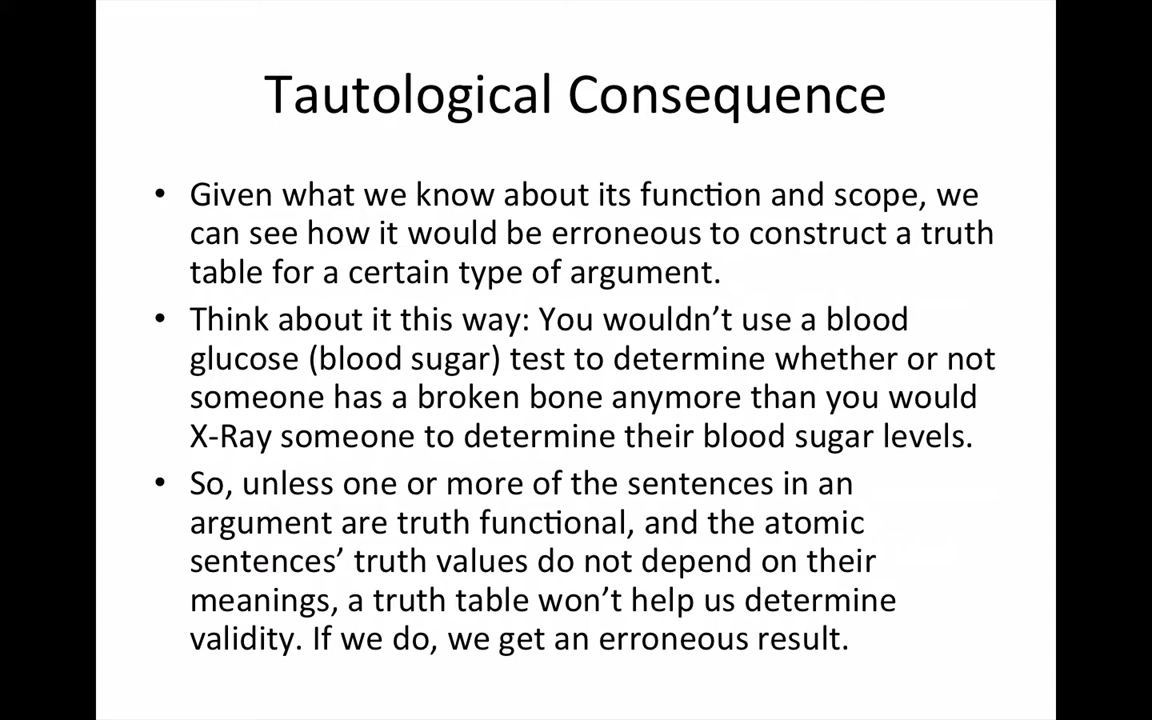 Tautological Consequence
• Given what we know about its function and scope, we
can see how it would be erroneous to construct a truth
table for a certain type of argument.
• Think about it this way: You wouldn’t use a blood
glucose (blood sugar) test to determine whether or not
someone has a broken bone anymore than you would
X-Ray someone to determine their blood sugar levels.
• So, unless one or more of the sentences in an
argument are truth functional, and the atomic
sentences’ truth values do not depend on their
meanings, a truth table won’t help us determine
validity. If we do, we get an erroneous result.